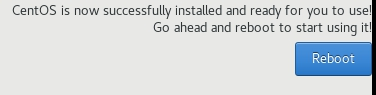 CentOS is now successfully installed and ready for you to use!
Go ahead and reboot to start using it!
Reboot